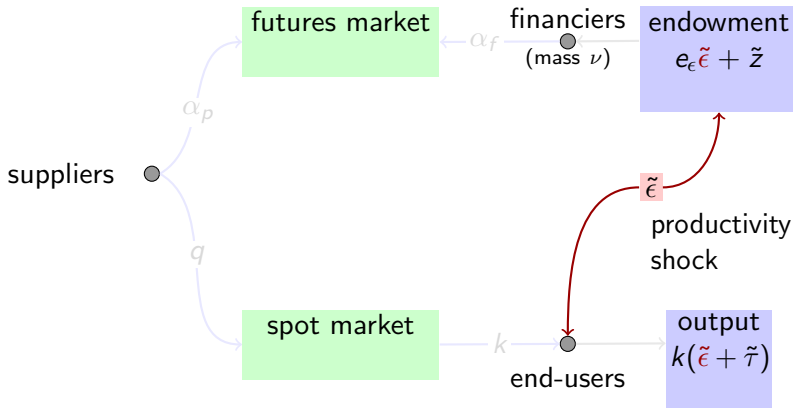 futures market
financiers
(mass ν)
endowment
e_ϵ ϵ̃ + z̃
α_f
α_p
suppliers
ϵ̃
productivity
shock
q
spot market
k
end-users
output
k(ϵ̃ + τ̃)